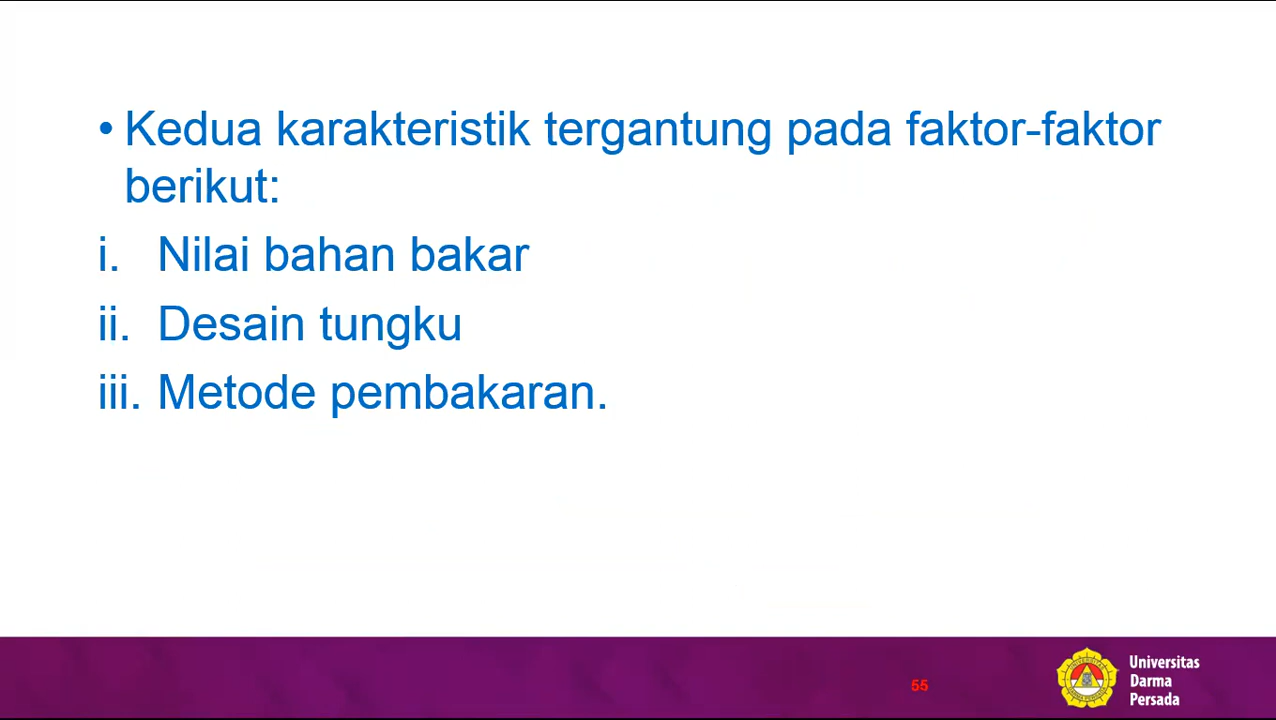 • Kedua karakteristik tergantung pada faktor-faktor
berikut:
i. Nilai bahan bakar
ii. Desain tungku
iii. Metode pembakaran.
55
Universitas
Darma
Persada